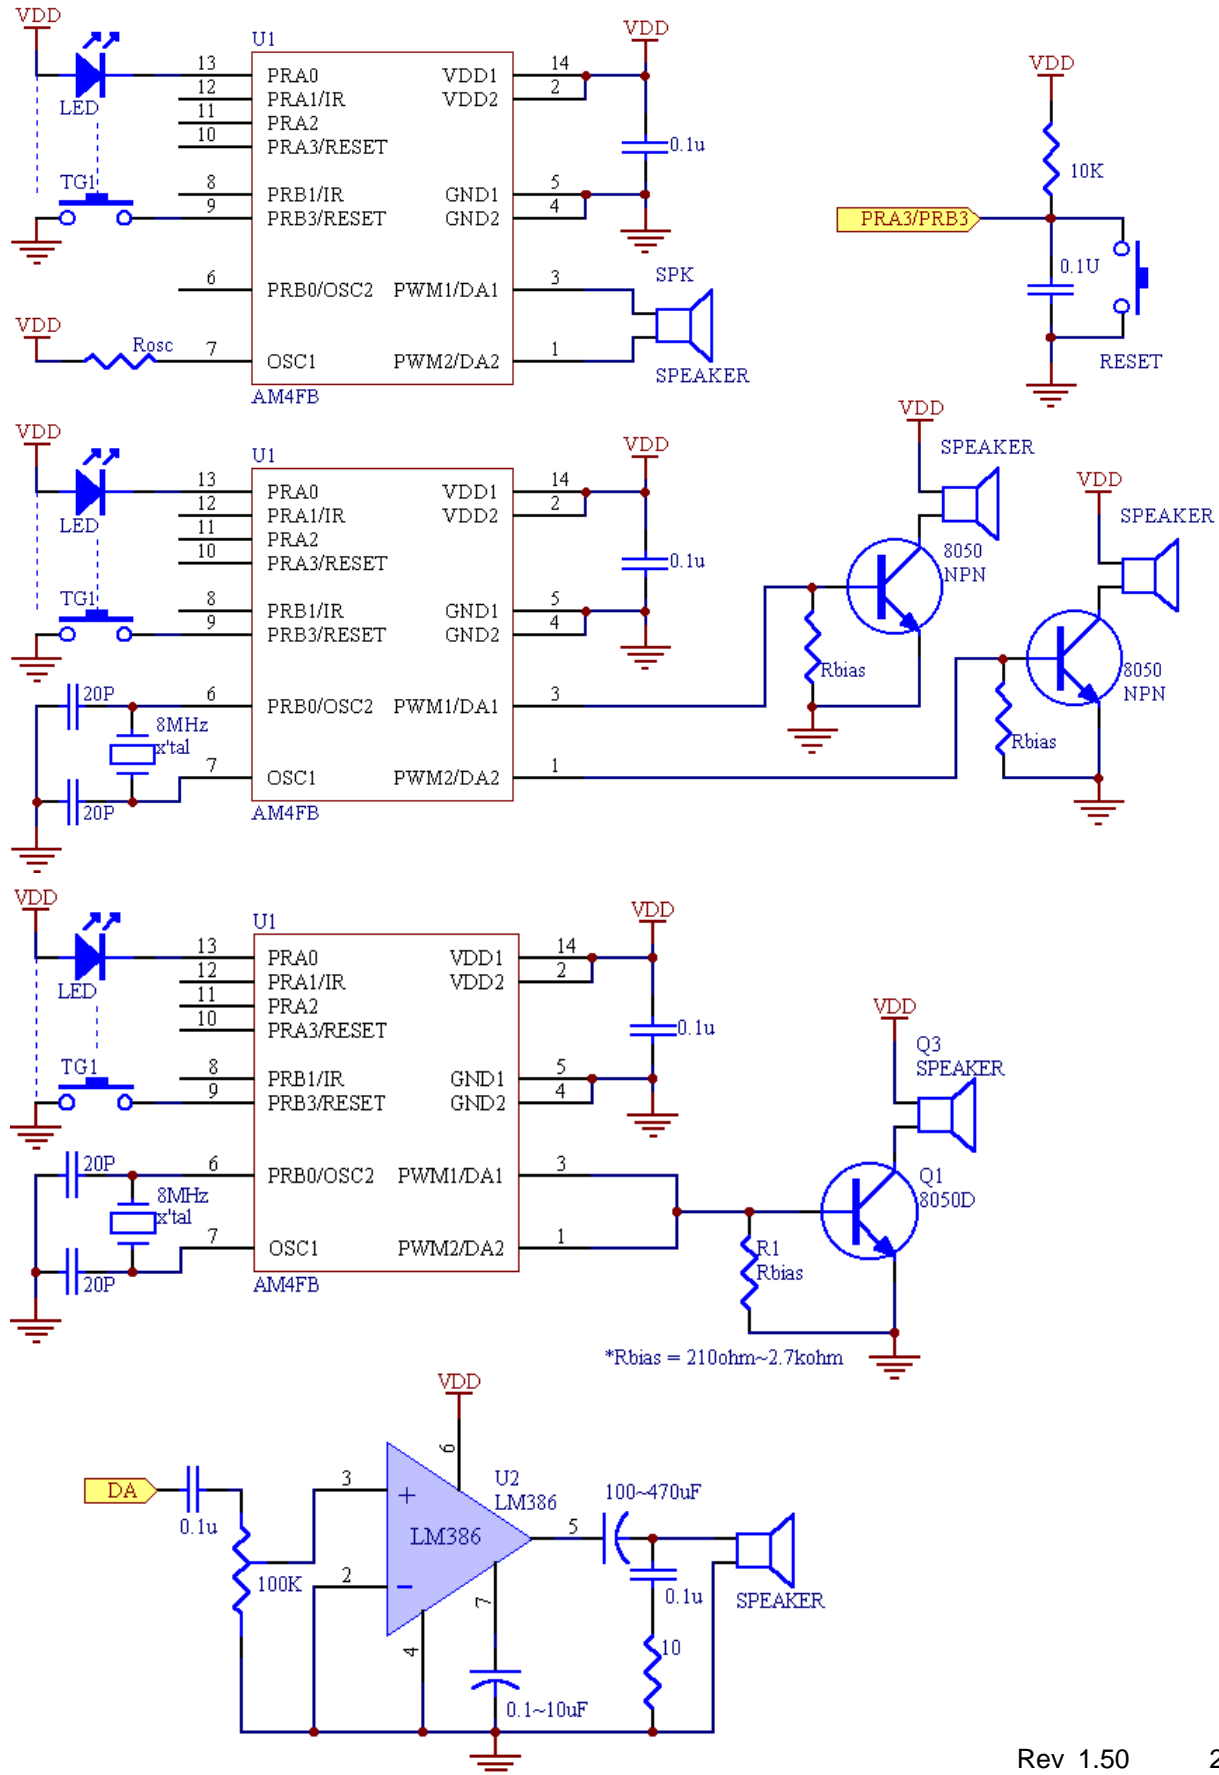 VDD
LED
TG1
VDD
Rosc
U1
13 PRA0 VDD1 14
12 PRA1/IR VDD2 2
11 PRA2
10 PRA3/RESET
8 PRB1/IR GND1 5
9 PRB3/RESET GND2 4
6 PRB0/OSC2 PWM1/DA1 3
7 OSC1 PWM2/DA2 1
AM4FB
VDD
0.1u
SPK
SPEAKER
VDD
10K
PRA3/PRB3
0.1U
RESET
VDD
LED
TG1
20P
8MHz
x'tal
20P
U1
13 PRA0 VDD1 14
12 PRA1/IR VDD2 2
11 PRA2
10 PRA3/RESET
8 PRB1/IR GND1 5
9 PRB3/RESET GND2 4
6 PRB0/OSC2 PWM1/DA1 3
7 OSC1 PWM2/DA2 1
AM4FB
VDD
0.1u
VDD
SPEAKER
8050
NPN
Rbias
VDD
SPEAKER
8050
NPN
Rbias
VDD
LED
TG1
20P
8MHz
x'tal
20P
U1
13 PRA0 VDD1 14
12 PRA1/IR VDD2 2
11 PRA2
10 PRA3/RESET
8 PRB1/IR GND1 5
9 PRB3/RESET GND2 4
6 PRB0/OSC2 PWM1/DA1 3
7 OSC1 PWM2/DA2 1
AM4FB
VDD
0.1u
VDD
Q3
SPEAKER
Q1
8050D
R1
Rbias
*Rbias = 210ohm~2.7kohm
VDD
6
DA
0.1u
100K
3 +
2 −
LM386
U2
LM386
5
7
4
0.1~10uF
100~470uF
0.1u
10
SPEAKER
Rev 1.50 2